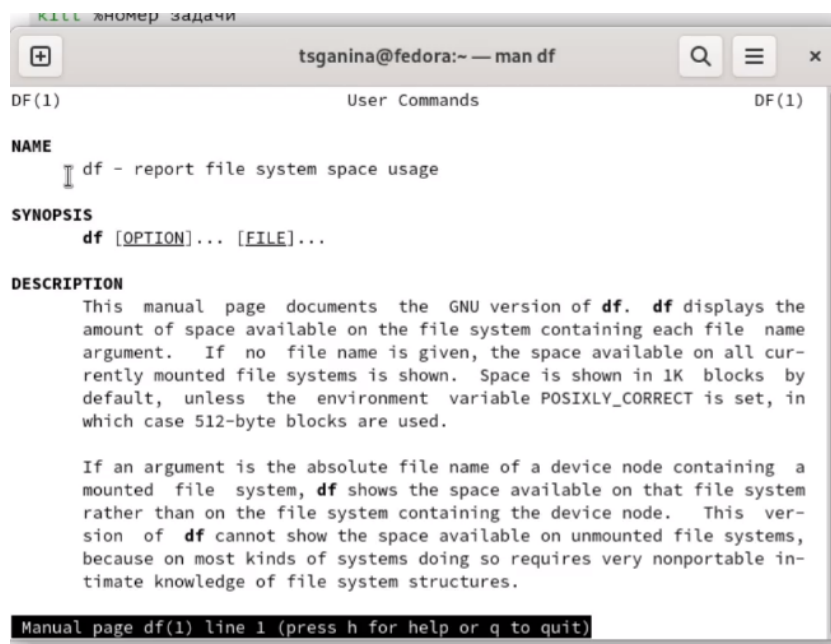 kill %номер задачи
tsganina@fedora:~ — man df
DF(1) User Commands DF(1)
NAME
df - report file system space usage
SYNOPSIS
df [OPTION]... [FILE]...
DESCRIPTION
This manual page documents the GNU version of df. df displays the
amount of space available on the file system containing each file name
argument. If no file name is given, the space available on all cur-
rently mounted file systems is shown. Space is shown in 1K blocks by
default, unless the environment variable POSIXLY_CORRECT is set, in
which case 512-byte blocks are used.
If an argument is the absolute file name of a device node containing a
mounted file system, df shows the space available on that file system
rather than on the file system containing the device node. This ver-
sion of df cannot show the space available on unmounted file systems,
because on most kinds of systems doing so requires very nonportable in-
timate knowledge of file system structures.
Manual page df(1) line 1 (press h for help or q to quit)